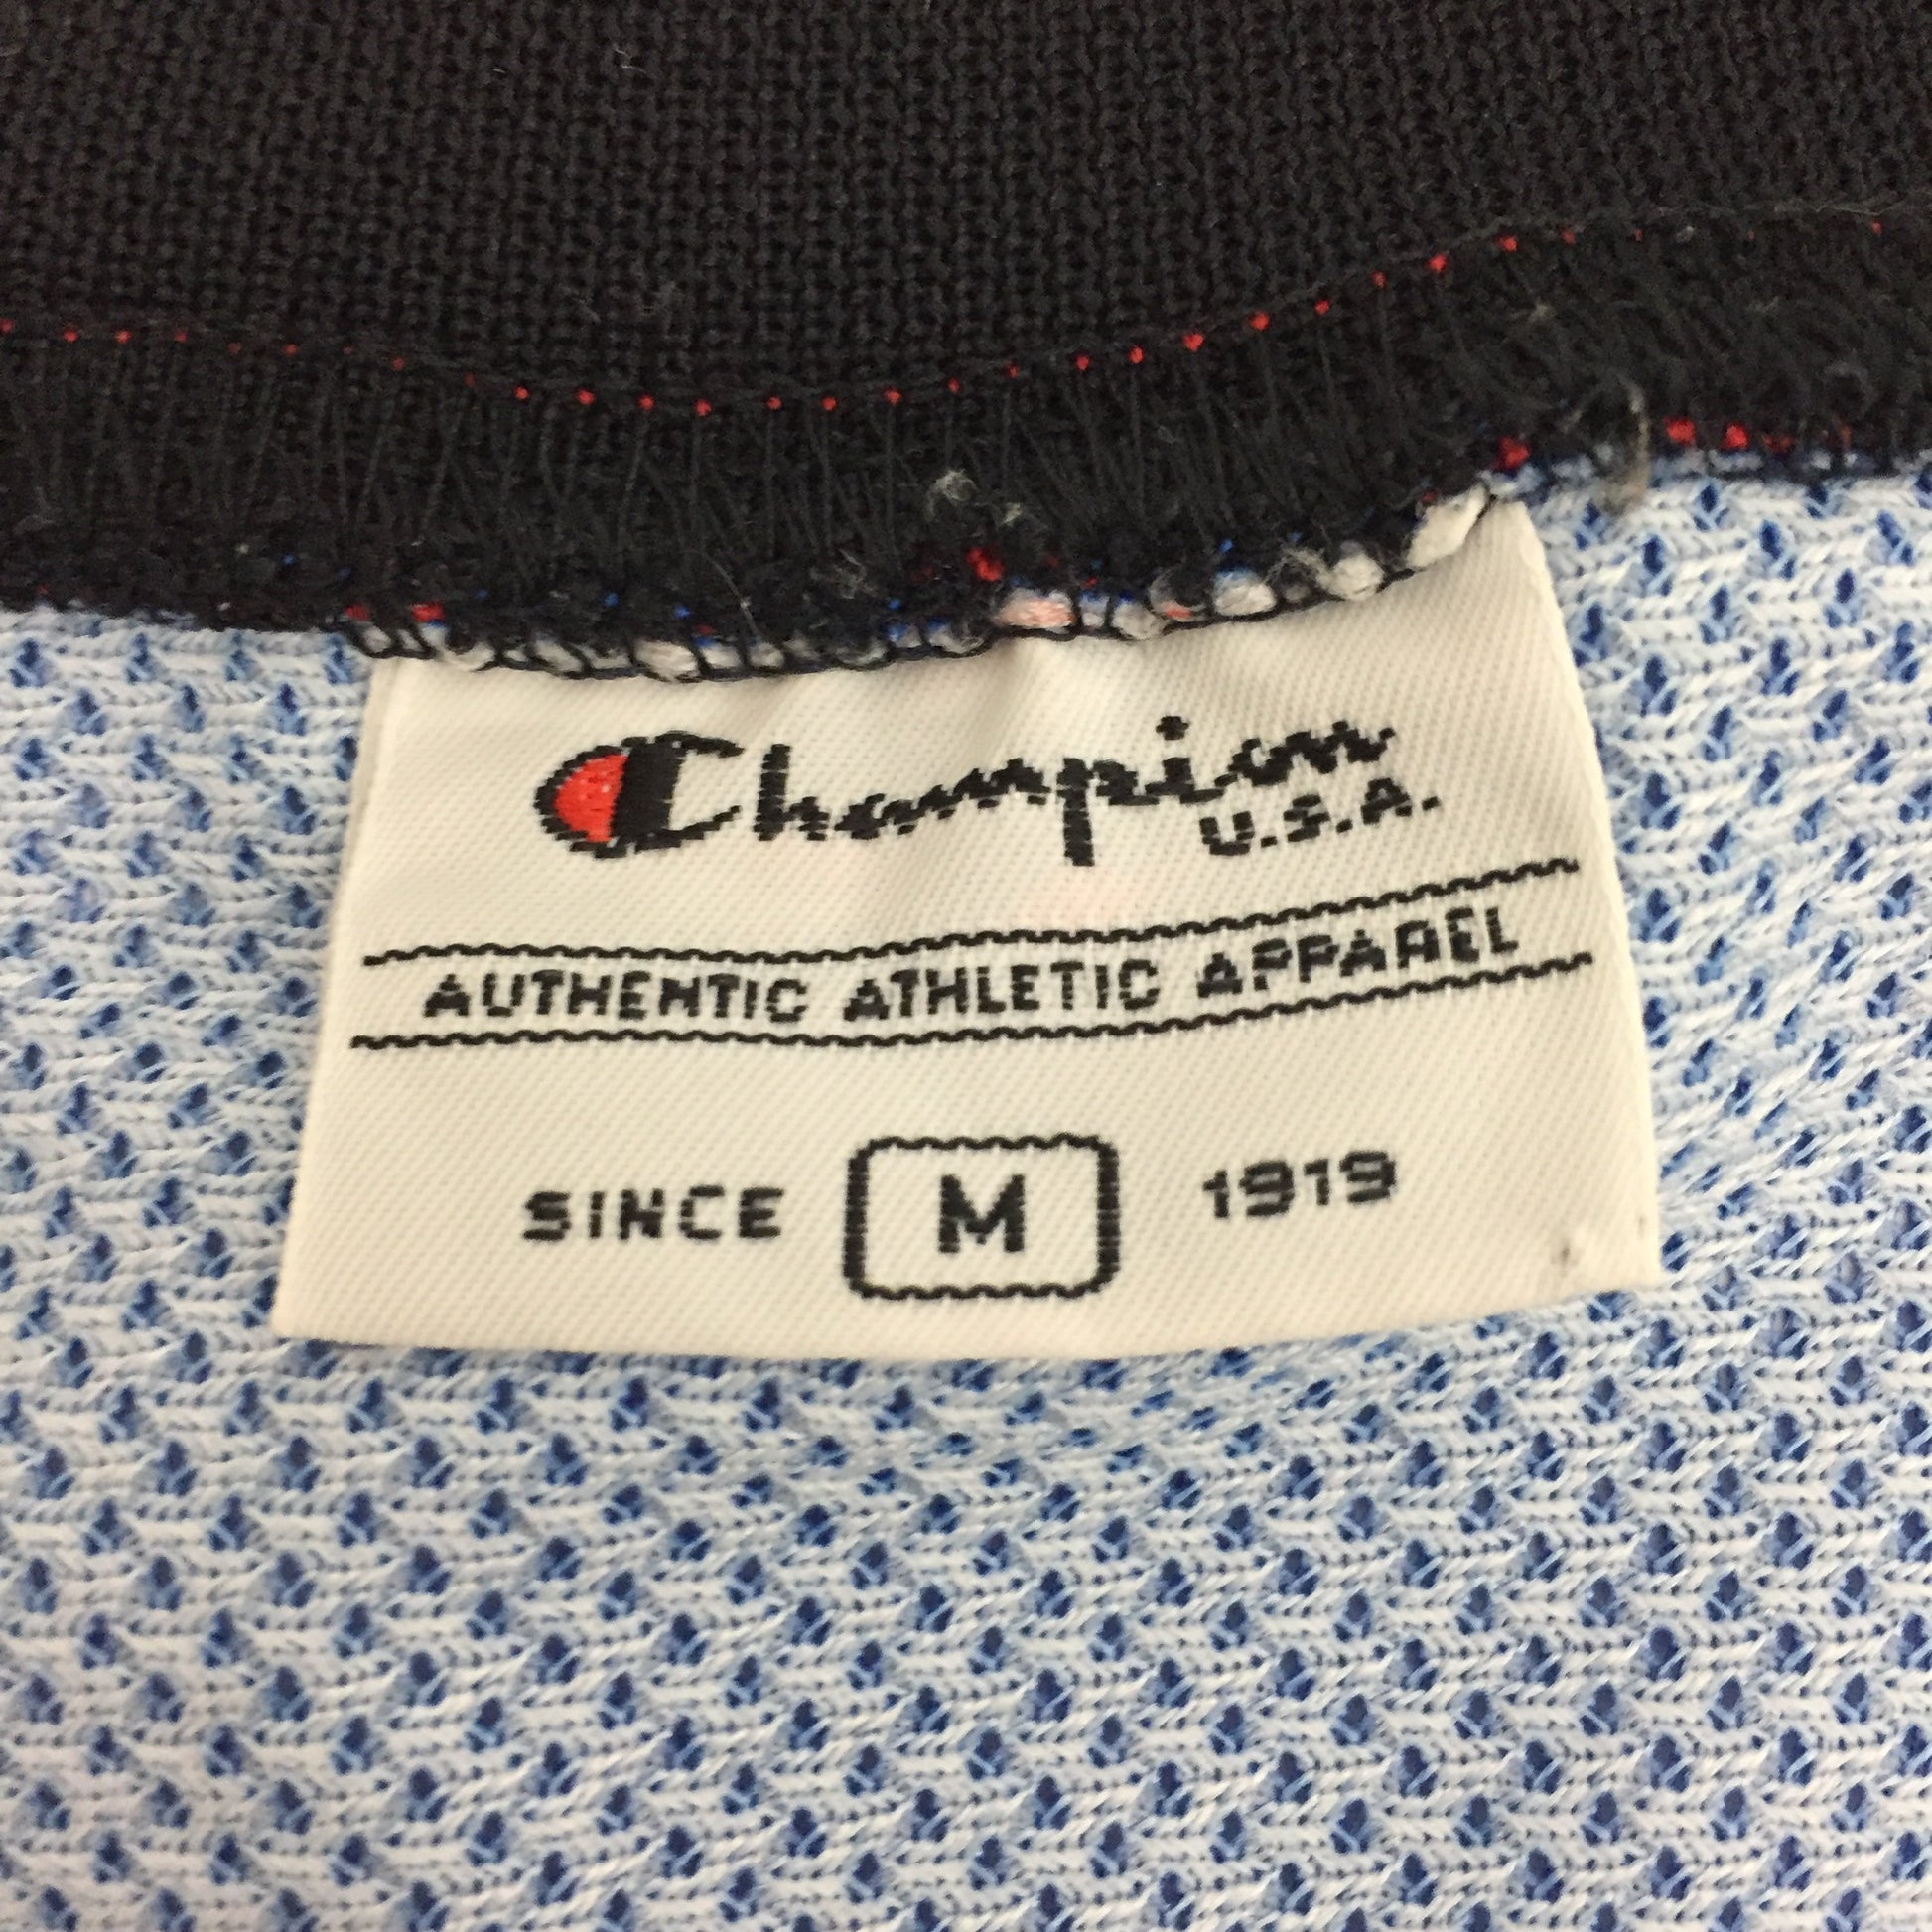 Champion
U.S.A.
AUTHENTIC ATHLETIC APPAREL
SINCE M 1919